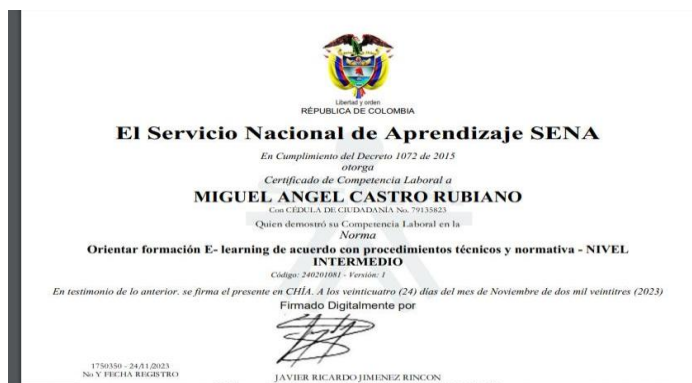 Libertad y orden
RÉPUBLICA DE COLOMBIA
El Servicio Nacional de Aprendizaje SENA
En Cumplimiento del Decreto 1072 de 2015
otorga
Certificado de Competencia Laboral a
MIGUEL ANGEL CASTRO RUBIANO
Con CÉDULA DE CIUDADANÍA No. 79135823
Quien demostró su Competencia Laboral en la
Norma
Orientar formación E- learning de acuerdo con procedimientos técnicos y normativa - NIVEL
INTERMEDIO
Código: 240201081 - Versión: 1
En testimonio de lo anterior. se firma el presente en CHÍA. A los veinticuatro (24) días del mes de Noviembre de dos mil veintitres (2023)
Firmado Digitalmente por
1750350 - 24/11/2023
No Y FECHA REGISTRO
JAVIER RICARDO JIMENEZ RINCON